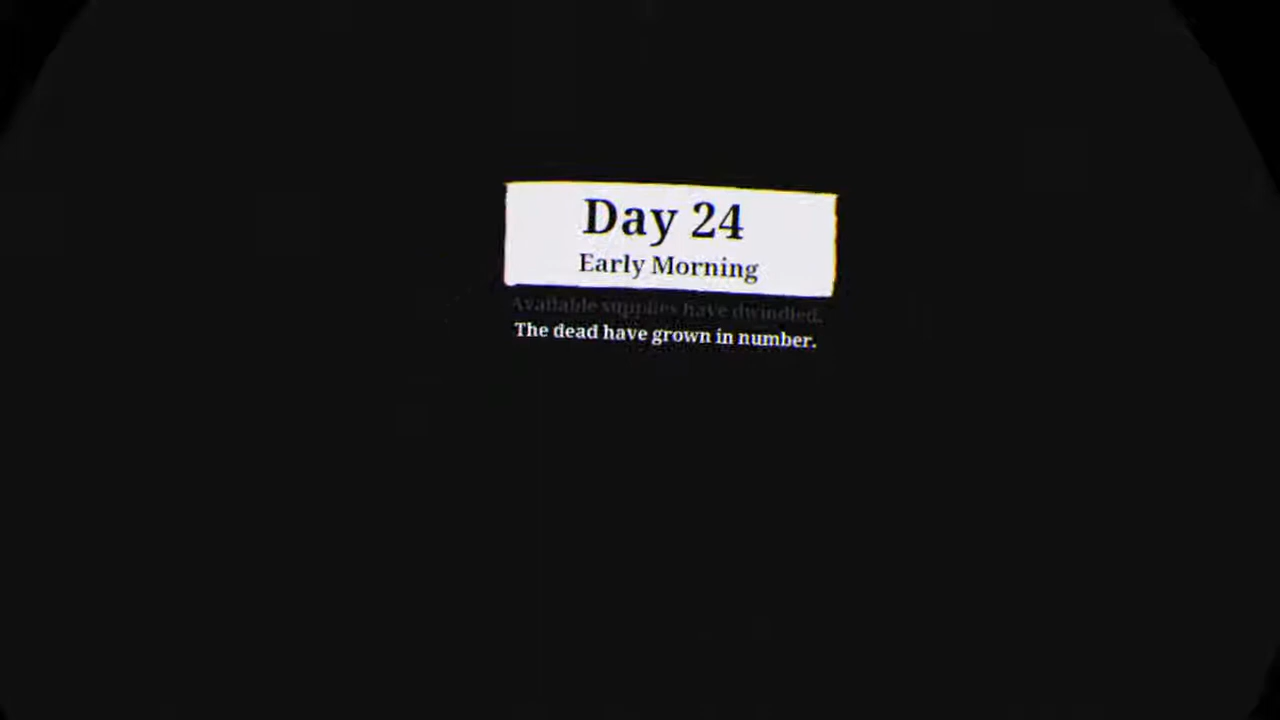 Day 24
Early Morning
Available supplies have dwindled.
The dead have grown in number.